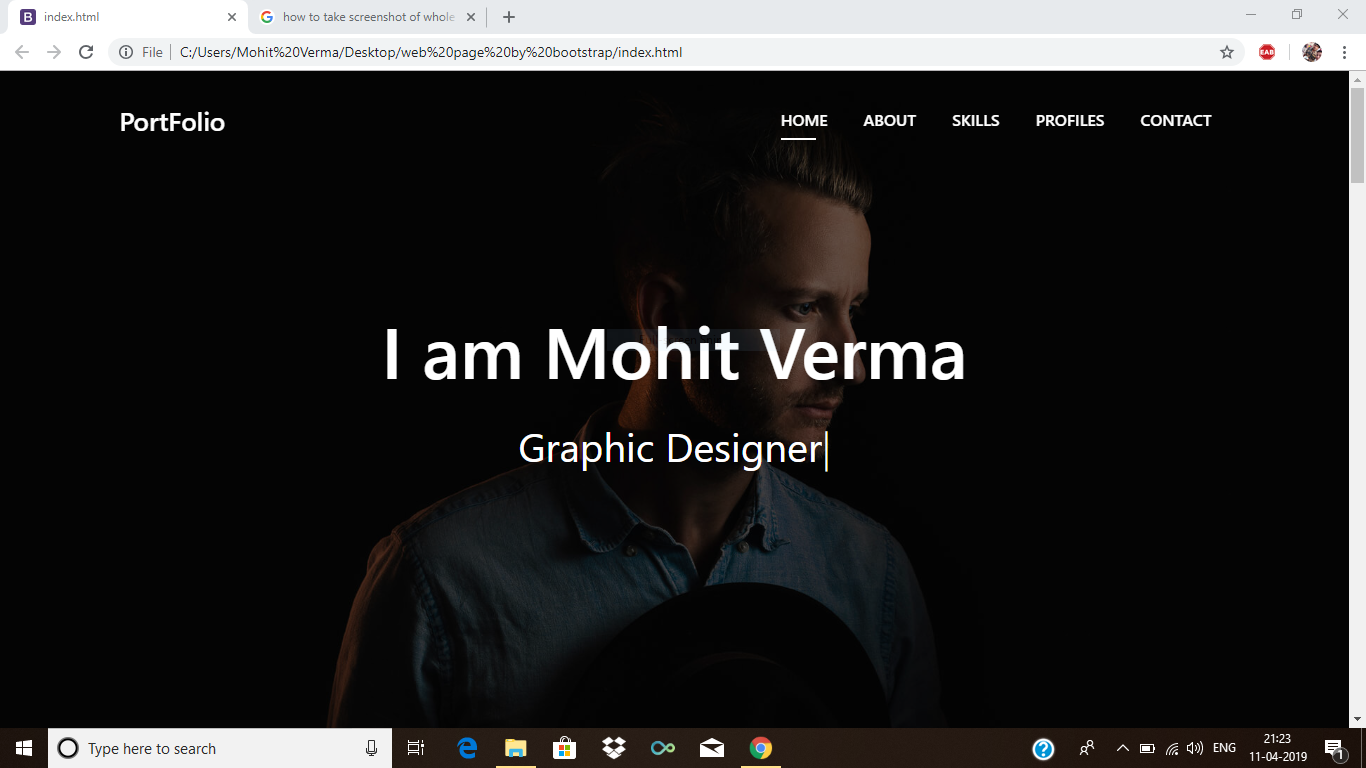 index.html
how to take screenshot of whole
File
C:/Users/Mohit%20Verma/Desktop/web%20page%20by%20bootstrap/index.html
EAB
PortFolio
HOME ABOUT SKILLS PROFILES CONTACT
I am Mohit Verma
Graphic Designer
Type here to search
ENG
21:23
11-04-2019
1